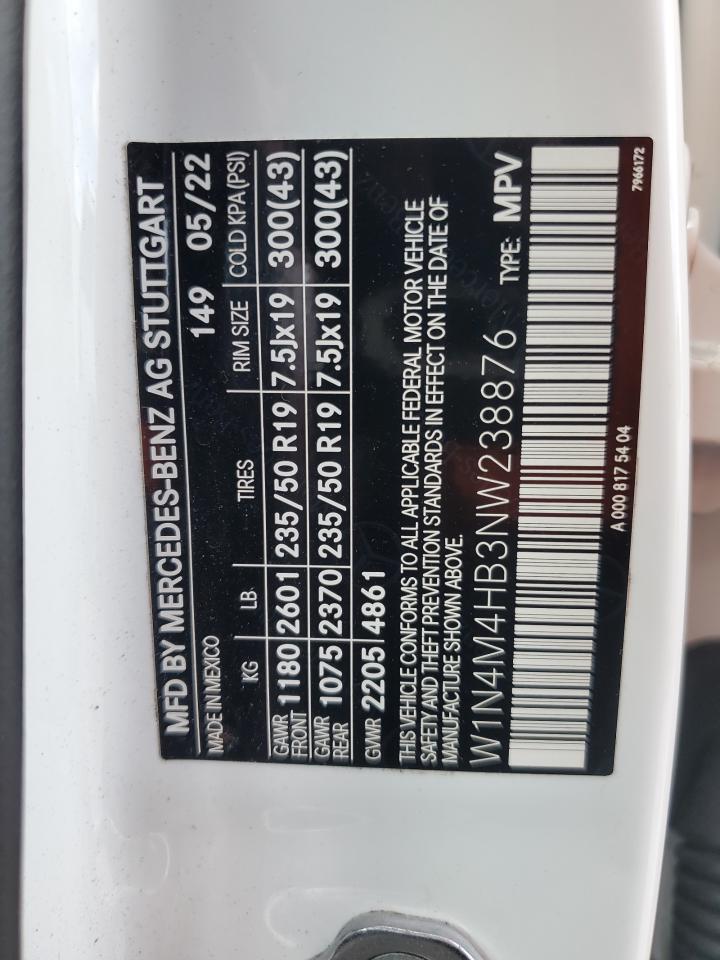 MFD BY MERCEDES-BENZ AG STUTTGART
MADE IN MEXICO 149 05/22
KG LB TIRES RIM SIZE COLD KPA (PSI)
GAWR FRONT 1180 2601 235/50 R19 7.5Jx19 300(43)
GAWR REAR 1075 2370 235/50 R19 7.5Jx19 300(43)
GVWR 2205 4861
THIS VEHICLE CONFORMS TO ALL APPLICABLE FEDERAL MOTOR VEHICLE
SAFETY AND THEFT PREVENTION STANDARDS IN EFFECT ON THE DATE OF
MANUFACTURE SHOWN ABOVE.
W1N4M4HB3NW238876 TYPE: MPV
A 000 817 54 04
7966172